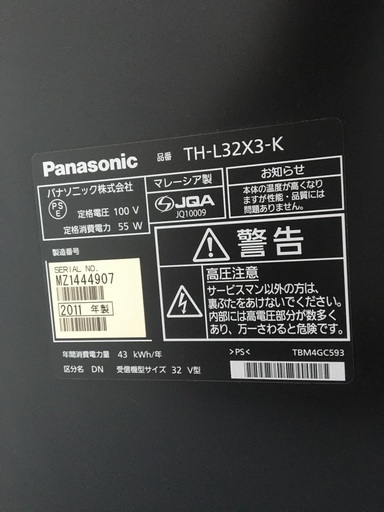 Panasonic 品番 TH-L32X3-K
パナソニック株式会社
PSE
定格電圧 100 V
定格消費電力 55 W
マレーシア製
JQA
JQ10009
お知らせ
本体の温度が高くなり
ますが性能・品質には
問題ありません。
製造番号
SERIAL NO.
MZ1444907
2011 年製
警告
高圧注意
サービスマン以外の方は、
裏ぶたをあけないでください。
内部には高電圧部分が数多く
あり、万一さわると危険です。
年間消費電力量 43 kWh/年
>PS< TBM4GC593
区分名 DN 受信機型サイズ 32 V型